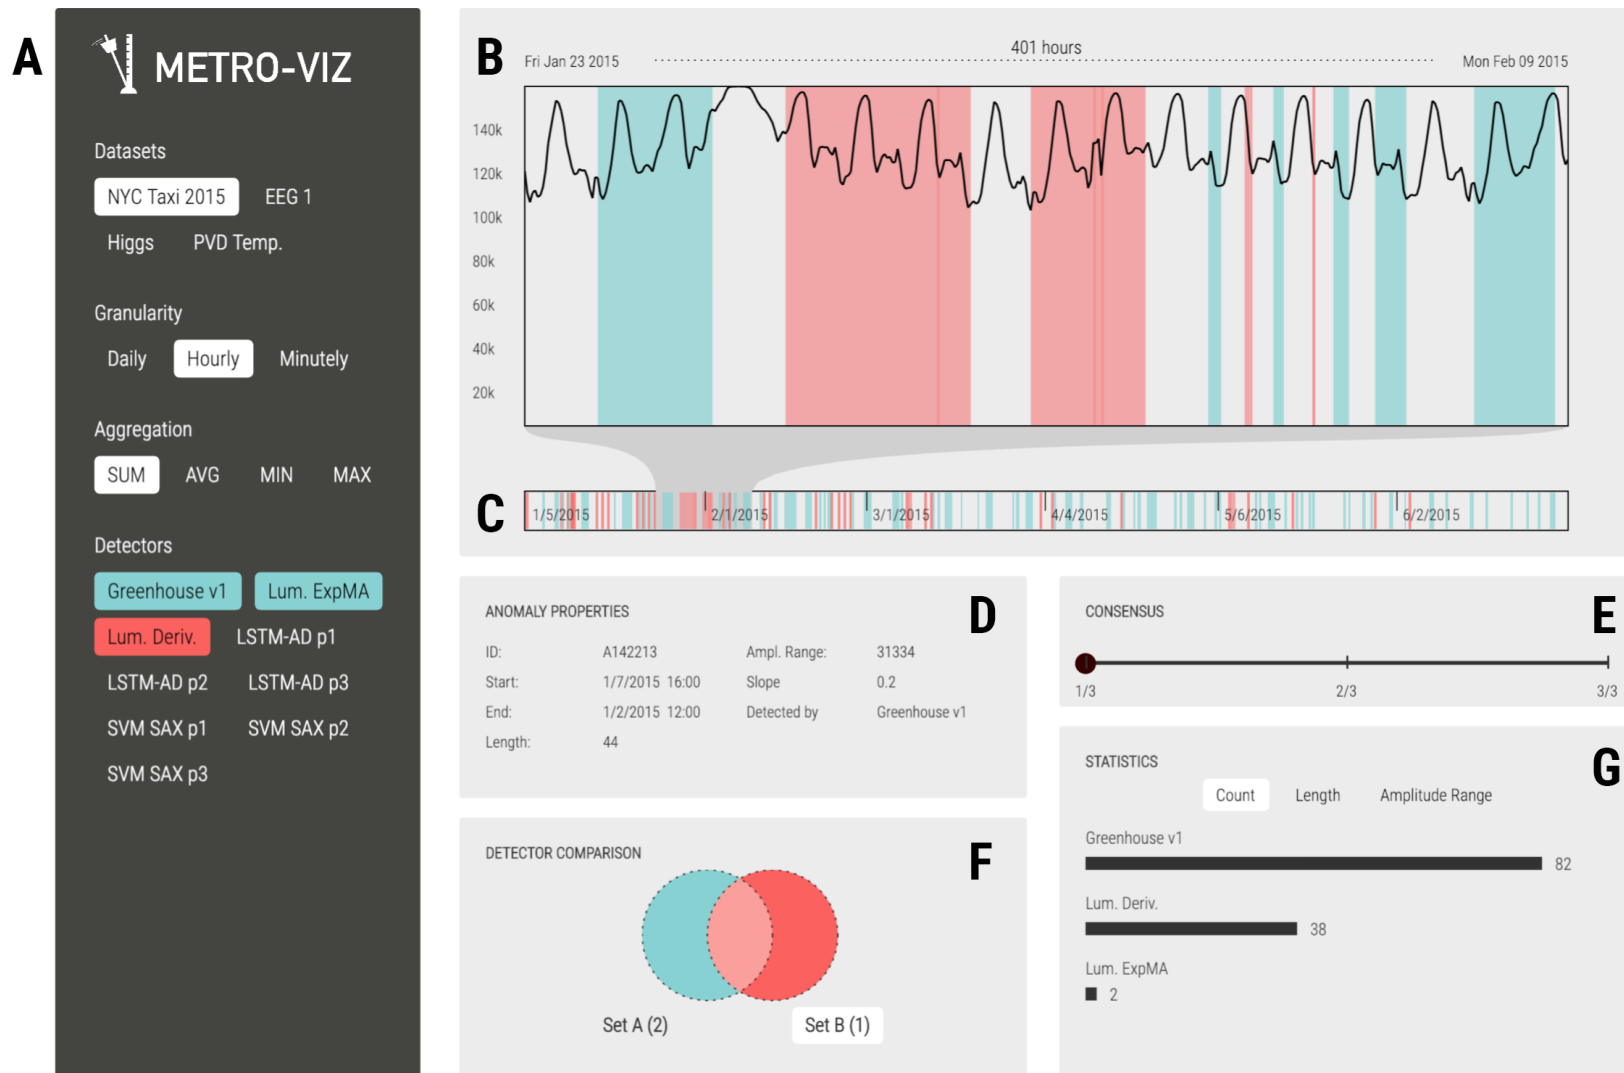 A
METRO-VIZ
Datasets
NYC Taxi 2015 EEG 1
Higgs PVD Temp.
Granularity
Daily Hourly Minutely
Aggregation
SUM AVG MIN MAX
Detectors
Greenhouse v1 Lum. ExpMA
Lum. Deriv. LSTM-AD p1
LSTM-AD p2 LSTM-AD p3
SVM SAX p1 SVM SAX p2
SVM SAX p3
B
Fri Jan 23 2015 401 hours Mon Feb 09 2015
140k
120k
100k
80k
60k
40k
20k
C
1/5/2015 2/1/2015 3/1/2015 4/4/2015 5/6/2015 6/2/2015
ANOMALY PROPERTIES D
ID: A142213 Ampl. Range: 31334
Start: 1/7/2015 16:00 Slope 0.2
End: 1/2/2015 12:00 Detected by Greenhouse v1
Length: 44
CONSENSUS E
1/3 2/3 3/3
DETECTOR COMPARISON F
Set A (2) Set B (1)
STATISTICS G
Count Length Amplitude Range
Greenhouse v1
82
Lum. Deriv.
38
Lum. ExpMA
2